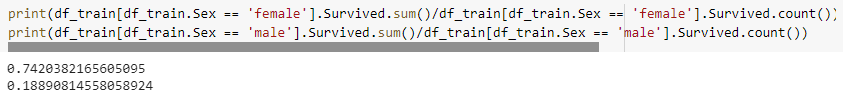 print(df_train[df_train.Sex == 'female'].Survived.sum()/df_train[df_train.Sex == 'female'].Survived.count())
print(df_train[df_train.Sex == 'male'].Survived.sum()/df_train[df_train.Sex == 'male'].Survived.count())
0.7420382165605095
0.18890814558058924